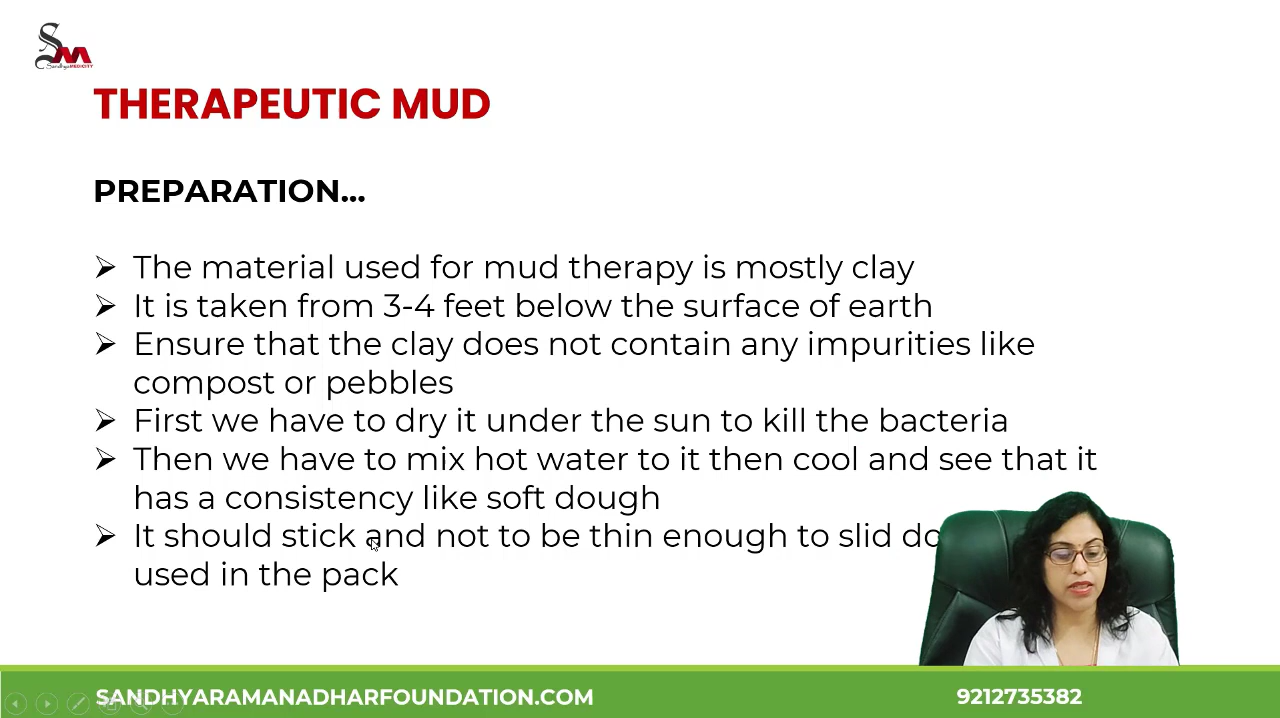 SM
Sandhya MEDICITY
THERAPEUTIC MUD
PREPARATION...
➢ The material used for mud therapy is mostly clay
➢ It is taken from 3-4 feet below the surface of earth
➢ Ensure that the clay does not contain any impurities like
compost or pebbles
➢ First we have to dry it under the sun to kill the bacteria
➢ Then we have to mix hot water to it then cool and see that it
has a consistency like soft dough
➢ It should stick and not to be thin enough to slid
used in the pack
SANDHYARAMANADHARFOUNDATION.COM
9212735382